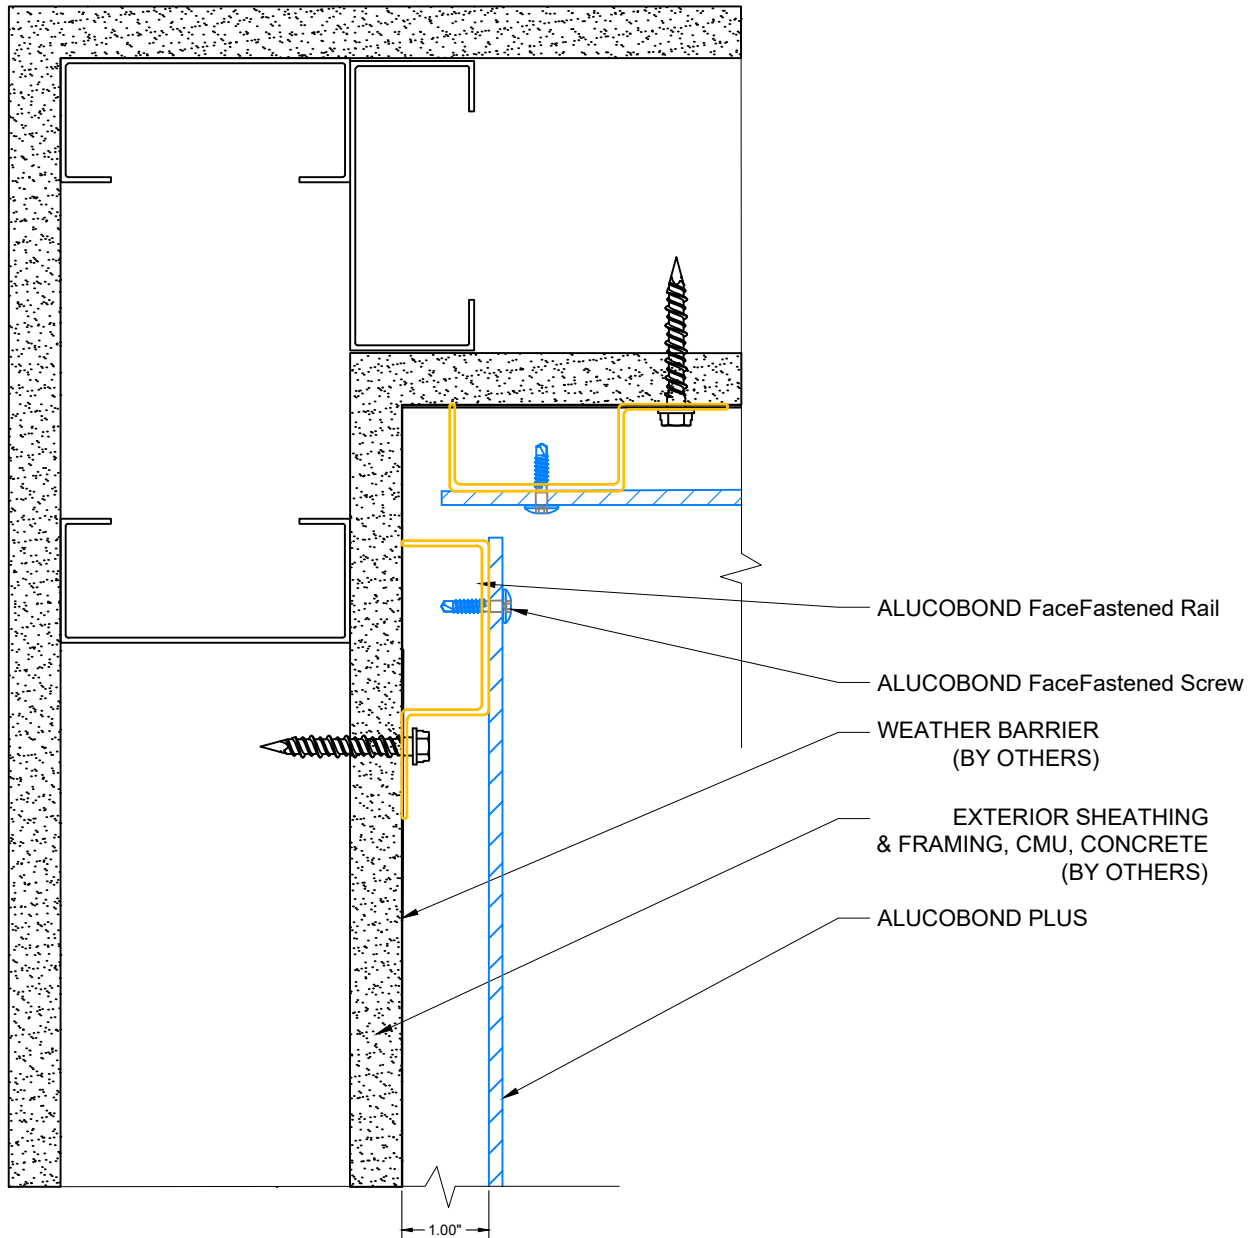 ALUCOBOND FaceFastened Rail
ALUCOBOND FaceFastened Screw
WEATHER BARRIER
(BY OTHERS)
EXTERIOR SHEATHING
& FRAMING, CMU, CONCRETE
(BY OTHERS)
ALUCOBOND PLUS
1.00"